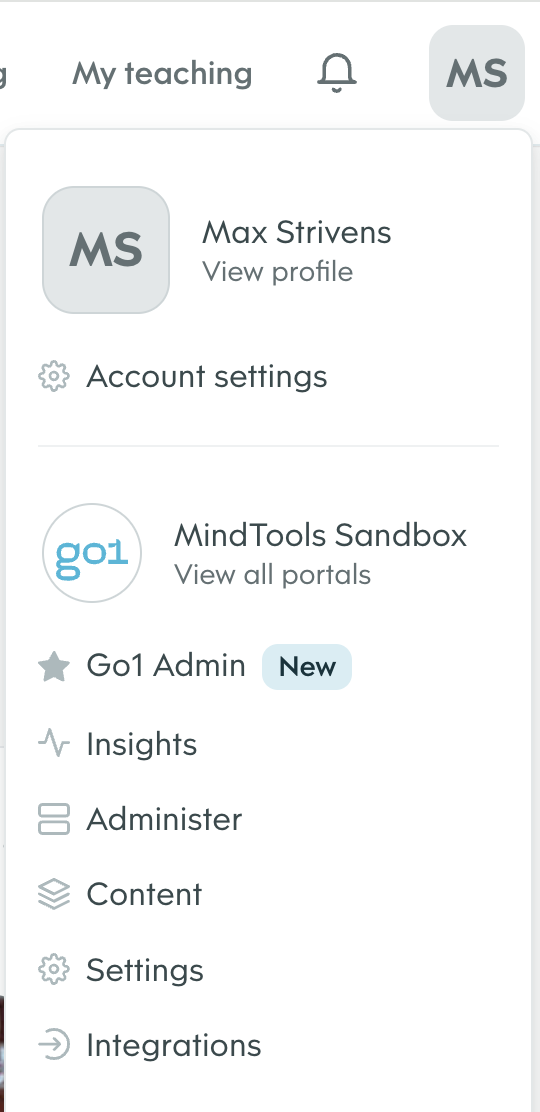 My teaching
MS
MS
Max Strivens
View profile
Account settings
go1
MindTools Sandbox
View all portals
Go1 Admin New
Insights
Administer
Content
Settings
Integrations